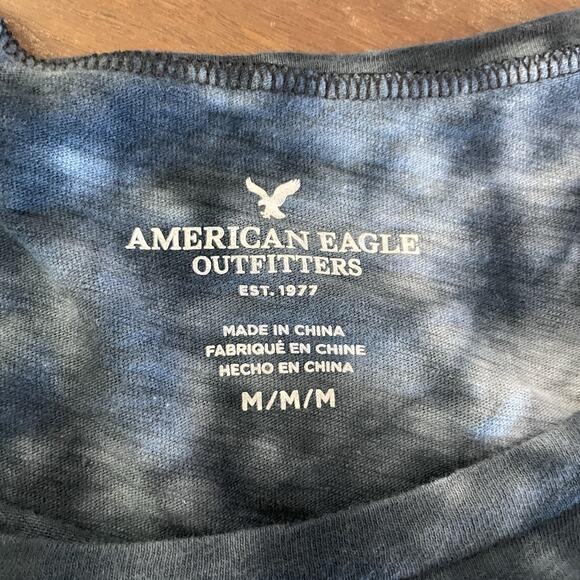 AMERICAN EAGLE
OUTFITTERS
EST. 1977
MADE IN CHINA
FABRIQUÉ EN CHINE
HECHO EN CHINA
M/M/M